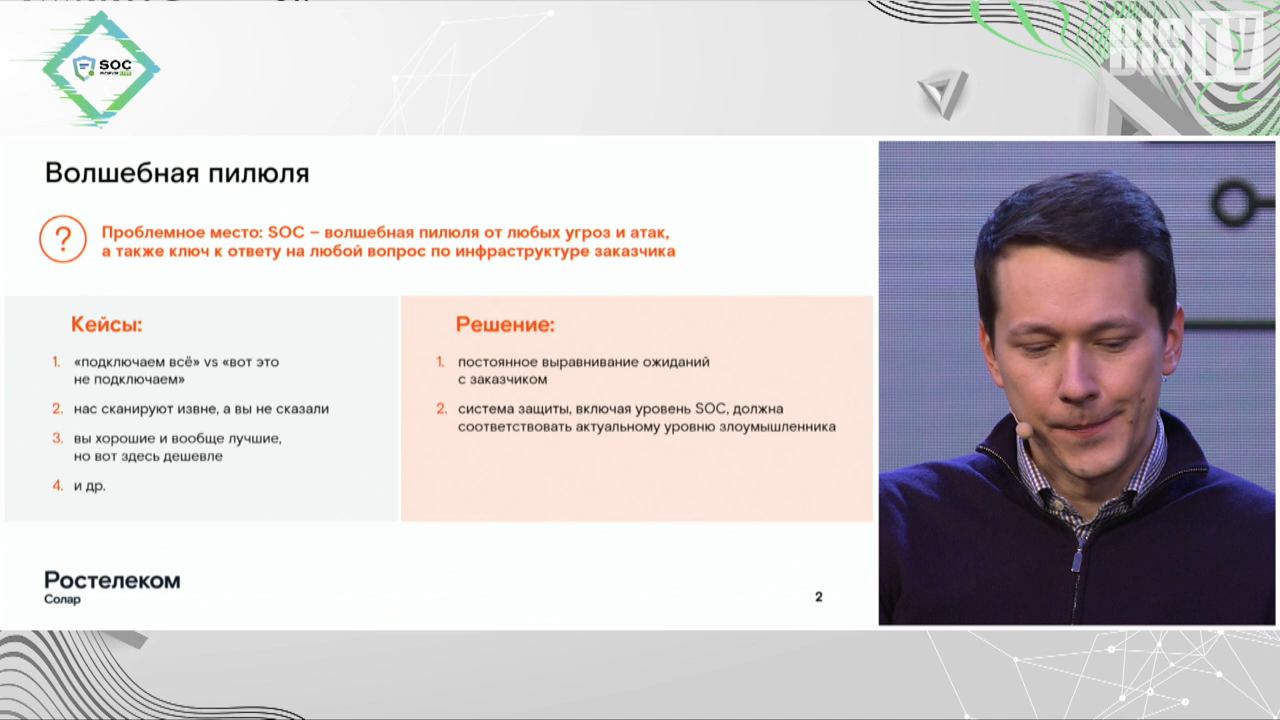 SOC
LIVE
Волшебная пилюля
?
Проблемное место: SOC – волшебная пилюля от любых угроз и атак,
а также ключ к ответу на любой вопрос по инфраструктуре заказчика
Кейсы:
1. «подключаем всё» vs «вот это
не подключаем»
2. нас сканируют извне, а вы не сказали
3. вы хорошие и вообще лучшие,
но вот здесь дешевле
4. и др.
Решение:
1. постоянное выравнивание ожиданий
с заказчиком
2. система защиты, включая уровень SOC, должна
соответствовать актуальному уровню злоумышленника
Ростелеком
Солар
2